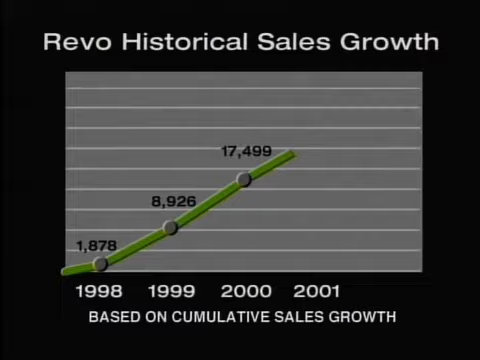 Revo Historical Sales Growth
17,499
8,926
1,878
1998 1999 2000 2001
BASED ON CUMULATIVE SALES GROWTH